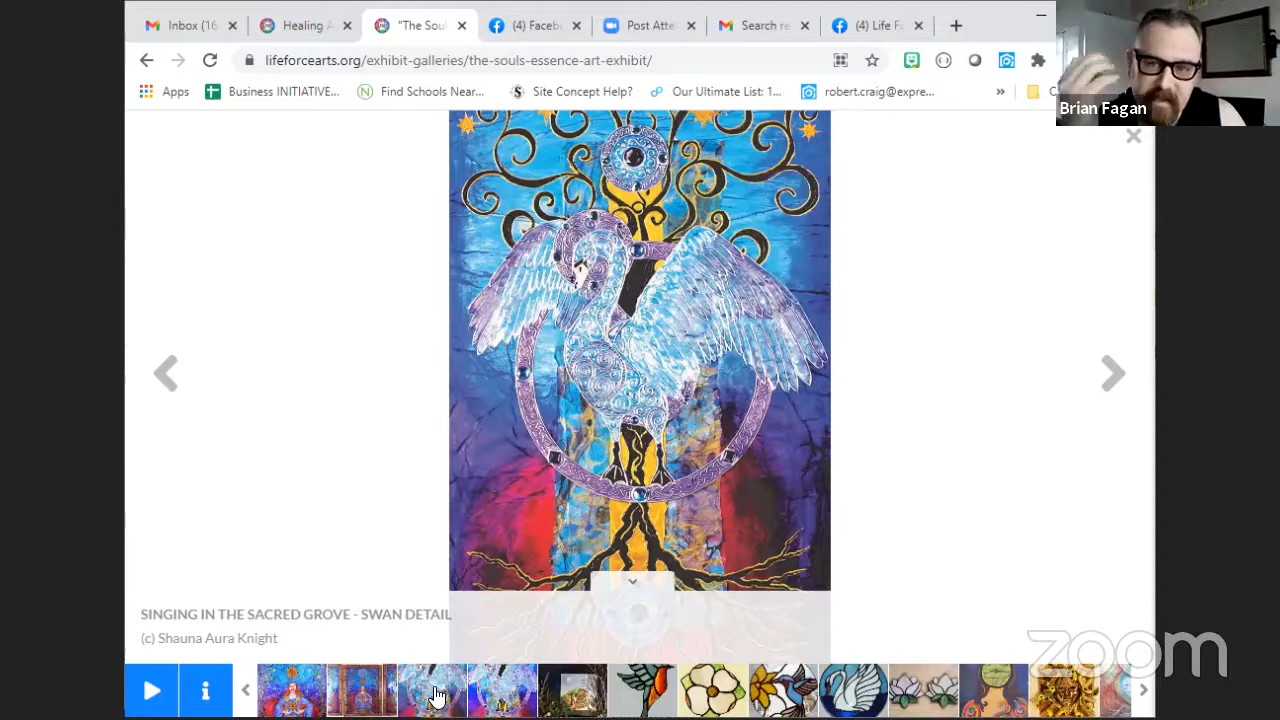 Inbox (16
Healing A
"The Sou
(4) Faceb
Post Atte
Search re
(4) Life F
lifeforcearts.org/exhibit-galleries/the-souls-essence-art-exhibit/
Apps
Business INITIATIVE...
Find Schools Near...
Site Concept Help?
Our Ultimate List: 1...
robert.craig@expre...
»
Brian Fagan
SINGING IN THE SACRED GROVE - SWAN DETAIL
(c) Shauna Aura Knight
zoom